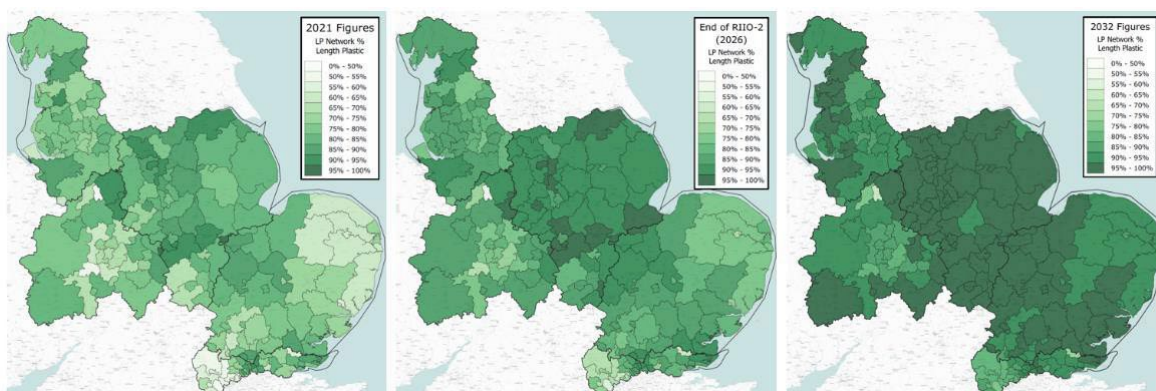 2021 Figures
LP Network %
Length Plastic
0% - 50%
50% - 55%
55% - 60%
60% - 65%
65% - 70%
70% - 75%
75% - 80%
80% - 85%
85% - 90%
90% - 95%
95% - 100%
End of RIIO-2
(2026)
LP Network %
Length Plastic
0% - 50%
50% - 55%
55% - 60%
60% - 65%
65% - 70%
70% - 75%
75% - 80%
80% - 85%
85% - 90%
90% - 95%
95% - 100%
2032 Figures
LP Network %
Length Plastic
0% - 50%
50% - 55%
55% - 60%
60% - 65%
65% - 70%
70% - 75%
75% - 80%
80% - 85%
85% - 90%
90% - 95%
95% - 100%